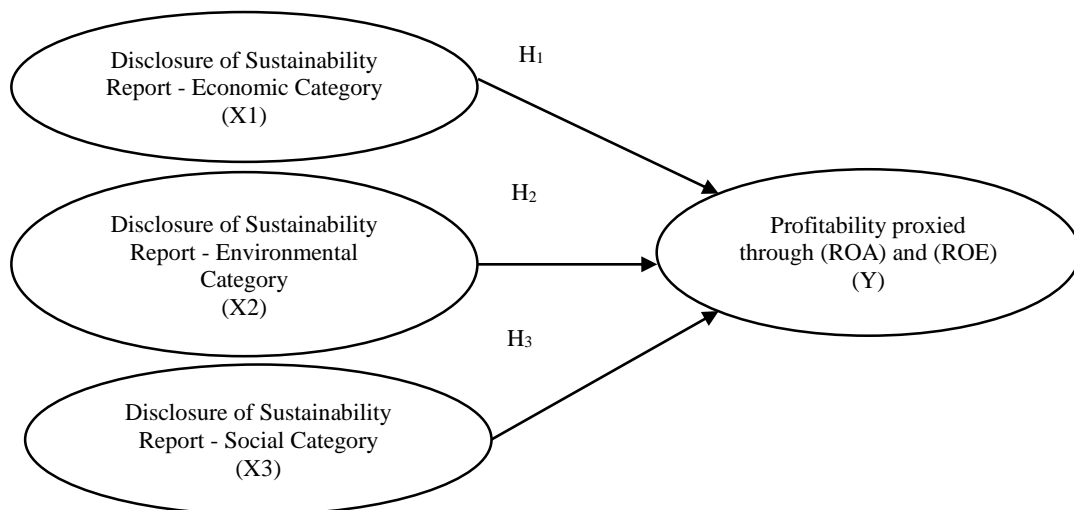 Disclosure of Sustainability
Report - Economic Category
(X1)
H1
Disclosure of Sustainability
Report - Environmental
Category
(X2)
H2
Disclosure of Sustainability
Report - Social Category
(X3)
H3
Profitability proxied
through (ROA) and (ROE)
(Y)